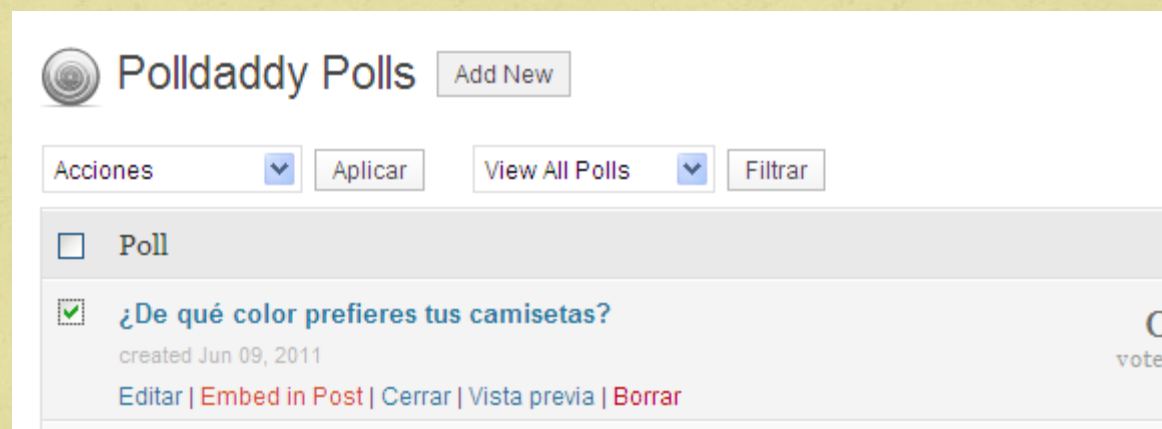 Polldaddy Polls Add New
Acciones Aplicar View All Polls Filtrar
Poll
¿De qué color prefieres tus camisetas?
created Jun 09, 2011
Editar | Embed in Post | Cerrar | Vista previa | Borrar